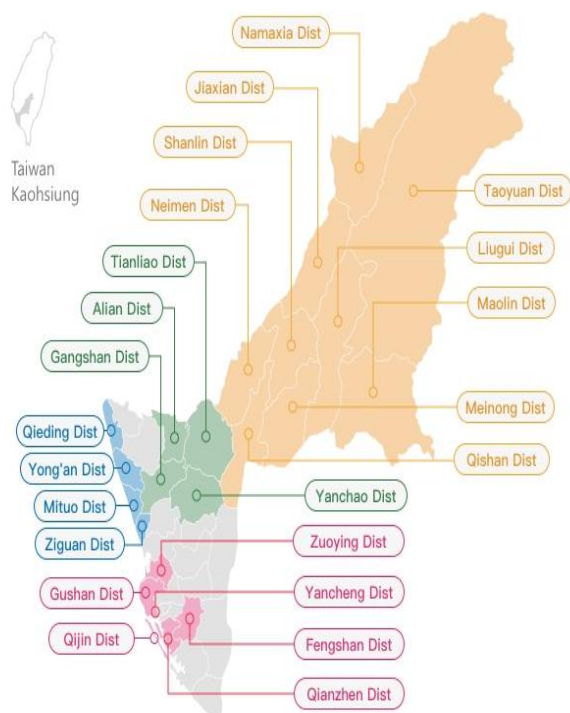 Namaxia Dist
Jiaxian Dist
Shanlin Dist
Taiwan
Kaohsiung
Taoyuan Dist
Neimen Dist
Liugui Dist
Tianliao Dist
Maolin Dist
Alian Dist
Gangshan Dist
Meinong Dist
Qieding Dist
Qishan Dist
Yong'an Dist
Yanchao Dist
Mituo Dist
Ziguan Dist
Zuoying Dist
Gushan Dist
Yancheng Dist
Qijin Dist
Fengshan Dist
Qianzhen Dist